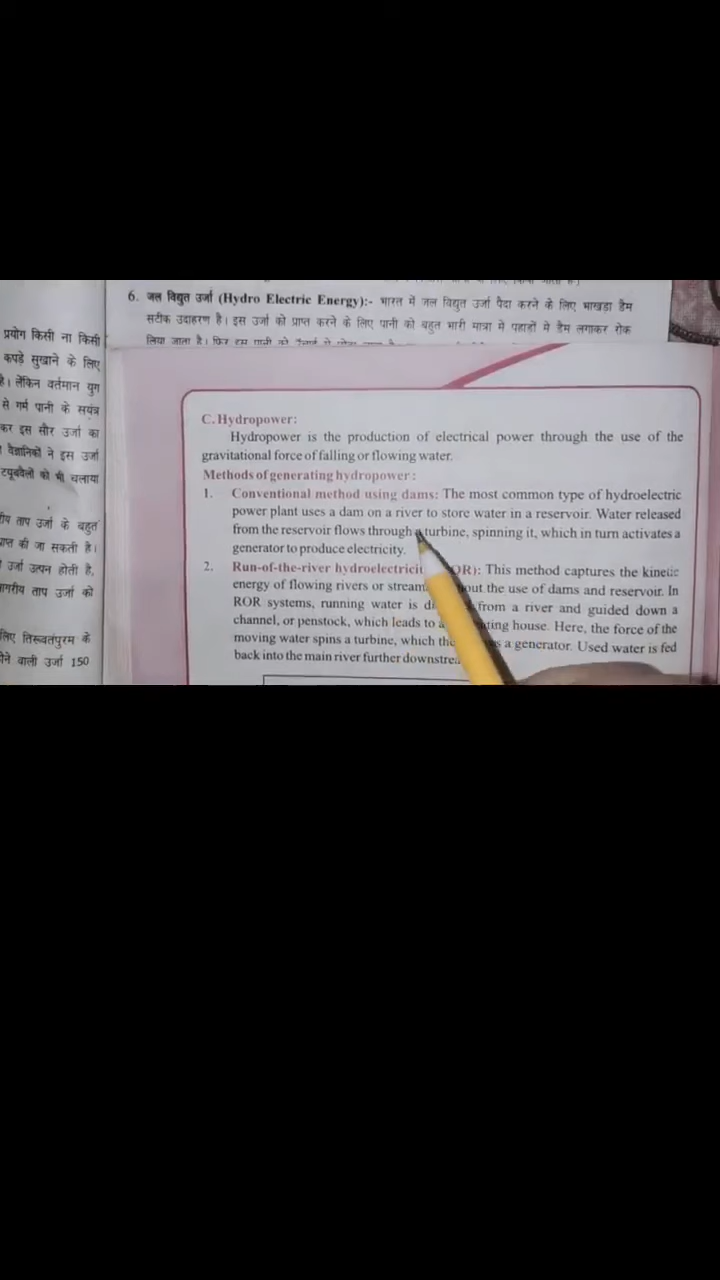 6. जल विद्युत उर्जा (Hydro Electric Energy):- भारत में जल विद्युत उर्जा पैदा करने के लिए भाखड़ा डैम
सटीक उदाहरण है। इस उर्जा को प्राप्त करने के लिए पानी को बहुत भारी मात्रा मे पहाडों मे डैम लगाकर रोक
लिया जाता है। फिर इस पानी को
प्रयोग किसी ना किसी
कपड़े सुखाने के लिए
है। लेकिन वर्तमान युग
से गर्म पानी के सयंत्र
कर इस सौर उर्जा का
वैज्ञानिकों ने इस उर्जा
टयूबवैलों को भी चलाया
ताप उर्जा के बहुत
प्राप्त की जा सकती है।
उर्जा उत्पन होती है,
ताप उर्जा को
लिए तिरूवतंपुरम के
वाली उर्जा 150
C. Hydropower:
Hydropower is the production of electrical power through the use of the
gravitational force of falling or flowing water.
Methods of generating hydropower :
1. Conventional method using dams: The most common type of hydroelectric
power plant uses a dam on a river to store water in a reservoir. Water released
from the reservoir flows through a turbine, spinning it, which in turn activates a
generator to produce electricity.
2. Run-of-the-river OR): This method captures the kinetic
energy of flowing rivers or the use of dams and reservoir. In
ROR systems, running water is from a river and guided down a
channel, or penstock, which leads to a house. Here, the force of the
moving water spins a turbine, which a generator. Used water is fed
back into the main river further